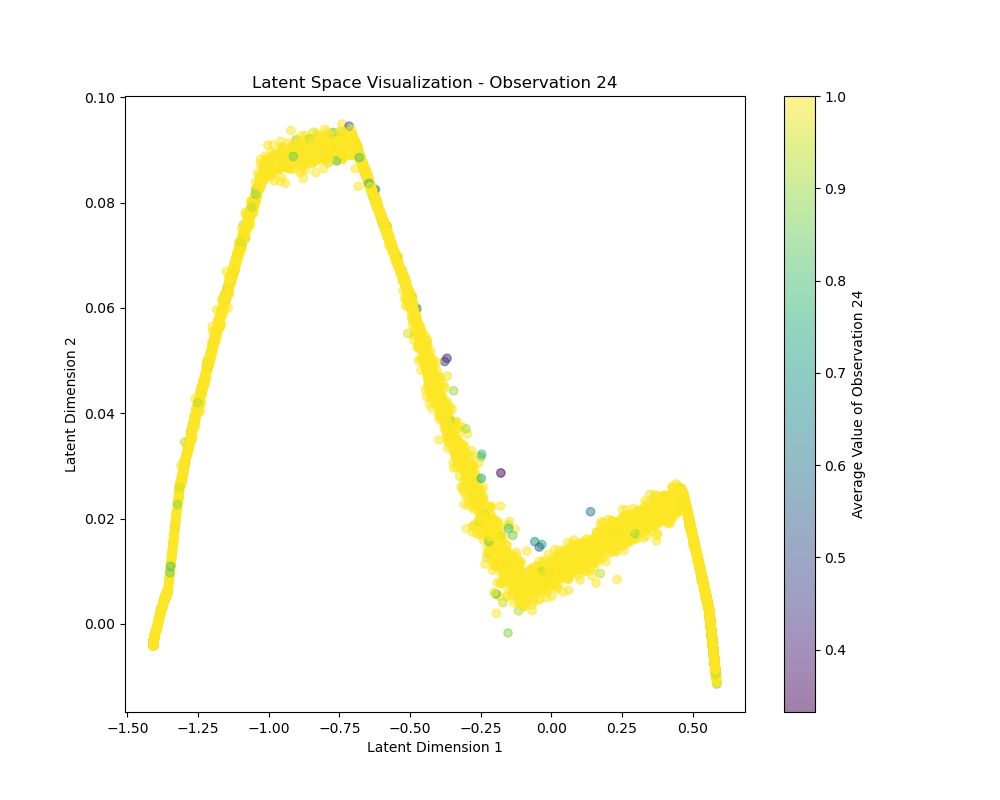 Latent Space Visualization - Observation 24
Latent Dimension 2
0.10
0.08
0.06
0.04
0.02
0.00
−1.50 −1.25 −1.00 −0.75 −0.50 −0.25 0.00 0.25 0.50
Latent Dimension 1
1.0
0.9
0.8
0.7
0.6
0.5
0.4
Average Value of Observation 24